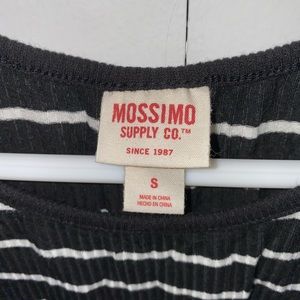 MOSSIMO
SUPPLY CO.™
SINCE 1987
S
MADE IN CHINA
HECHO EN CHINA